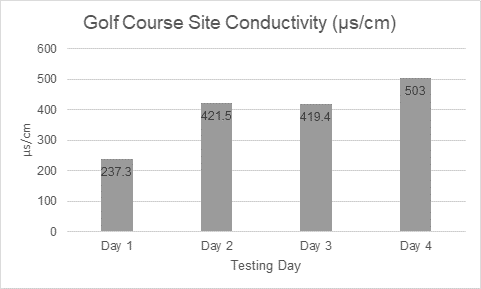 Golf Course Site Conductivity (µs/cm)
600
500
400
300
200
100
0
µs/cm
237.3
421.5
419.4
503
Day 1
Day 2
Day 3
Day 4
Testing Day